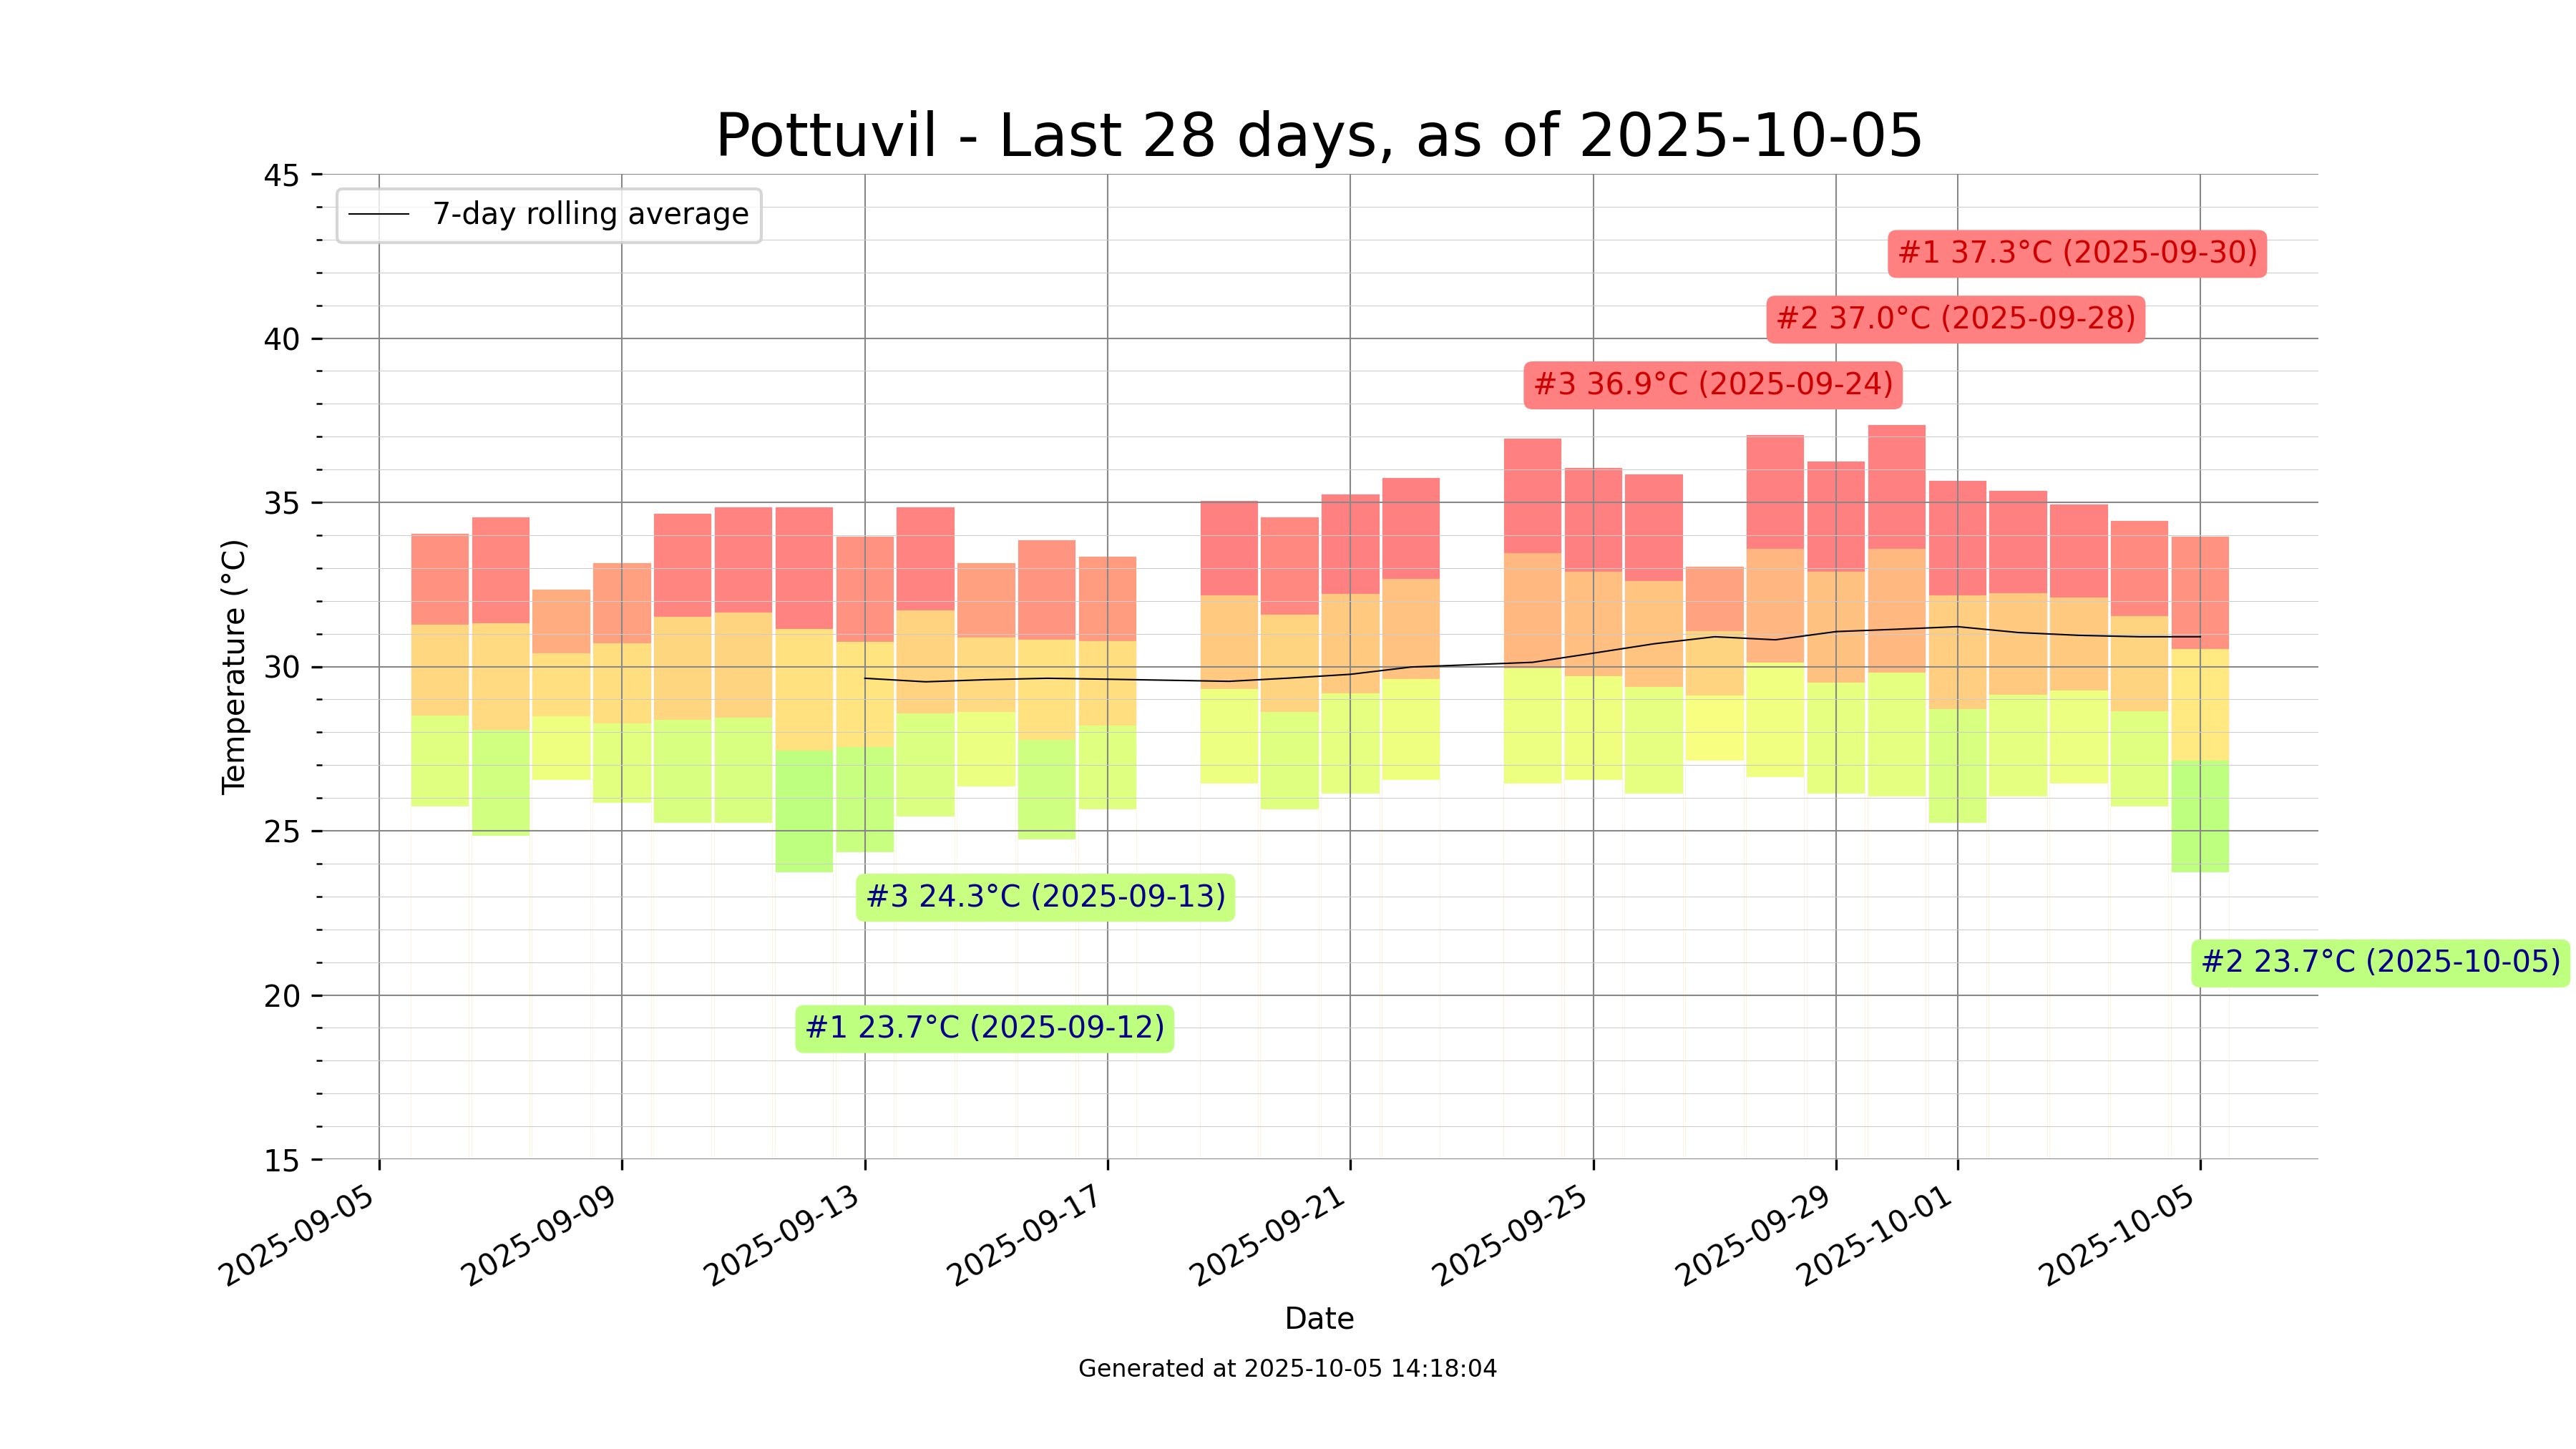 Pottuvil - Last 28 days, as of 2025-10-05
7-day rolling average
45
40
35
30
25
20
15
Temperature (°C)
#1 37.3°C (2025-09-30)
#2 37.0°C (2025-09-28)
#3 36.9°C (2025-09-24)
#3 24.3°C (2025-09-13)
#2 23.7°C (2025-10-05)
#1 23.7°C (2025-09-12)
2025-09-05
2025-09-09
2025-09-13
2025-09-17
2025-09-21
2025-09-25
2025-09-29
2025-10-01
2025-10-05
Date
Generated at 2025-10-05 14:18:04